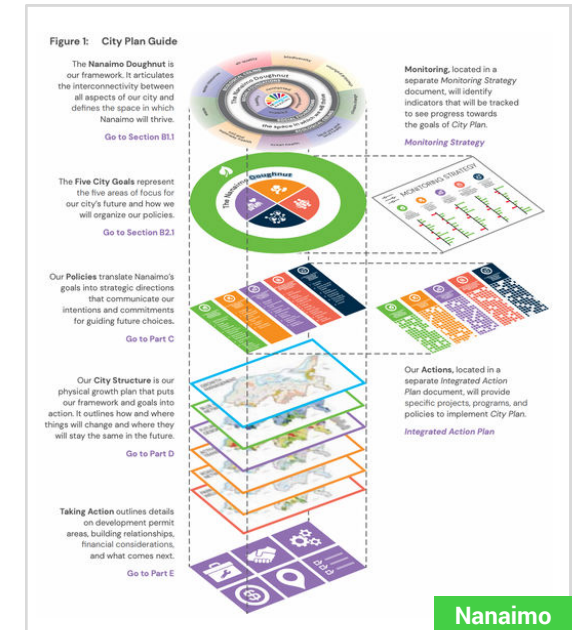 Figure 1: City Plan Guide
The Nanaimo Doughnut is
our framework. It articulates
the interconnectivity between
all aspects of our city and
defines the space in which
Nanaimo will thrive.
Go to Section B1.1
Monitoring, located in a
separate Monitoring Strategy
document, will identify
indicators that will be tracked
to see progress towards
the goals of City Plan.
Monitoring Strategy
The Nanaimo Doughnut
the space in which we will thrive
The Five City Goals represent
the five areas of focus for
our city's future and how we
will organize our policies.
Go to Section B2.1
The Nanaimo Doughnut
MONITORING STRATEGY
Our Policies translate Nanaimo's
goals into strategic directions
that communicate our
intentions and commitments
for guiding future choices.
Go to Part C
Our City Structure is our
physical growth plan that puts
our framework and goals into
action. It outlines how and where
things will change and where they
will stay the same in the future.
Go to Part D
Our Actions, located in a
separate Integrated Action
Plan document, will provide
specific projects, programs, and
policies to implement City Plan.
Integrated Action Plan
Taking Action outlines details
on development permit
areas, building relationships,
financial considerations,
and what comes next.
Go to Part E
Nanaimo